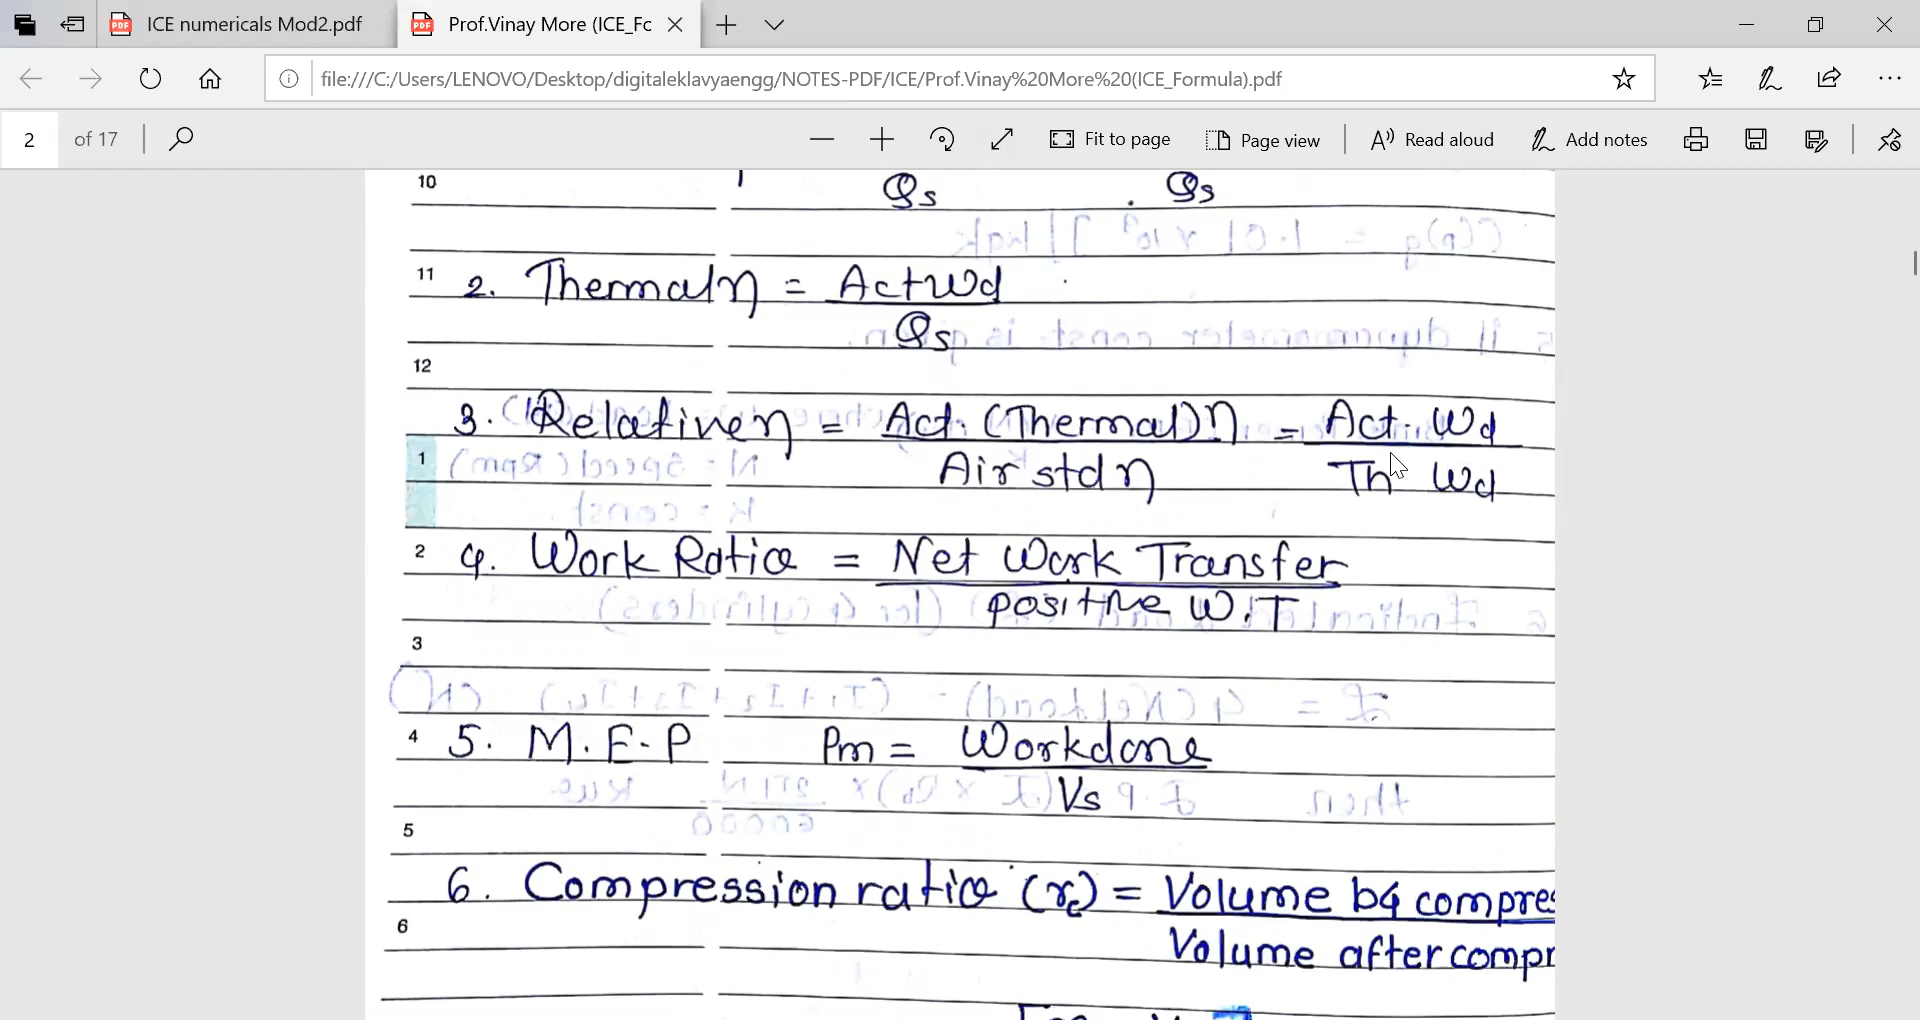 ICE numericals Mod2.pdf
Prof.Vinay More (ICE_Fo
file:///C:/Users/LENOVO/Desktop/digitaleklavyaengg/NOTES-PDF/ICE/Prof.Vinay%20More%20(ICE_Formula).pdf
2 of 17 Fit to page Page view Read aloud Add notes
10 Qs Qs
11 2. Thermal η = Act Wd
Qs
12
3. Relative η = Act. (Thermal) η = Act. Wd
1 Air std η Th Wd
2 4. Work Ratio = Net Work Transfer
positive W.T
3
4 5. M.E.P Pm = Workdone
Vs
5
6. Compression ratio (rc) = Volume b4 compres
6
Volume after compr